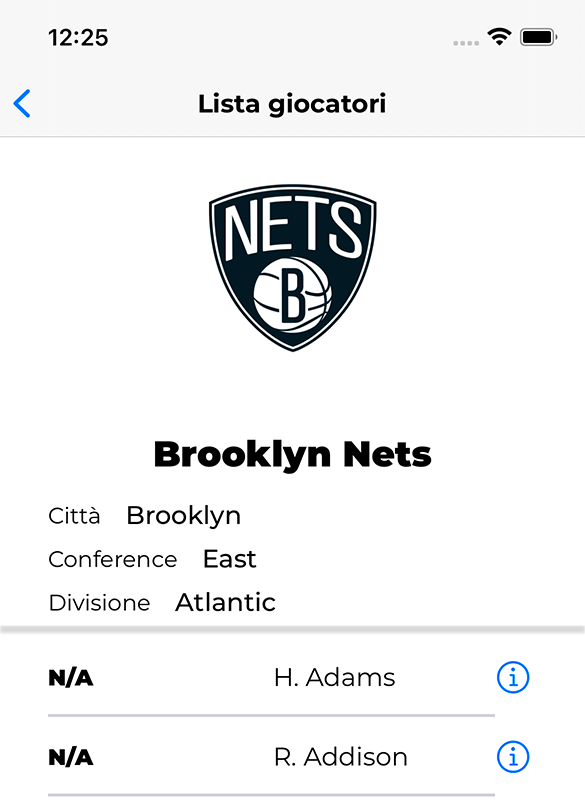 12:25
Lista giocatori
NETS
B
Brooklyn Nets
Città Brooklyn
Conference East
Divisione Atlantic
N/A H. Adams
N/A R. Addison